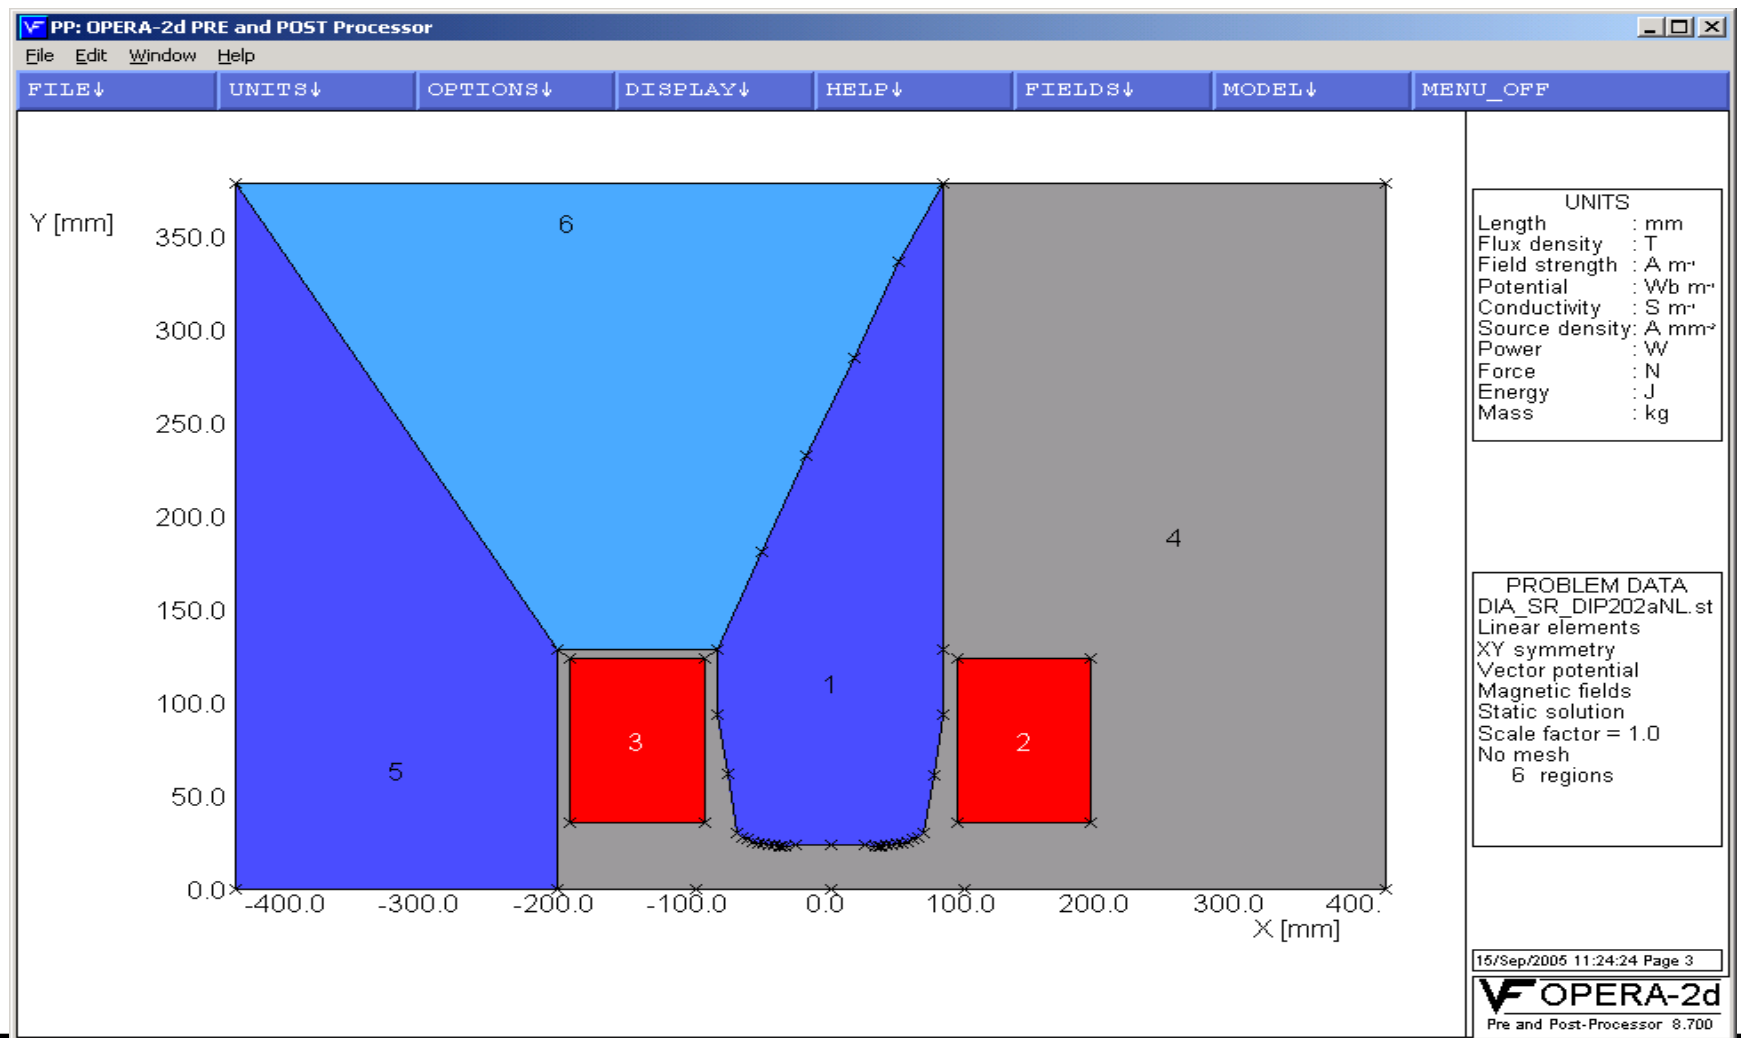 PP: OPERA-2d PRE and POST Processor
File Edit Window Help
FILE↓ UNITS↓ OPTIONS↓ DISPLAY↓ HELP↓ FIELDS↓ MODEL↓ MENU_OFF
Y [mm]
350.0
300.0
250.0
200.0
150.0
100.0
50.0
0.0
-400.0 -300.0 -200.0 -100.0 0.0 100.0 200.0 300.0 400.
X [mm]
6
4
1
3
2
5
UNITS
Length : mm
Flux density : T
Field strength : A m⁻¹
Potential : Wb m⁻¹
Conductivity : S m⁻¹
Source density: A mm⁻²
Power : W
Force : N
Energy : J
Mass : kg
PROBLEM DATA
DIA_SR_DIP202aNL.st
Linear elements
XY symmetry
Vector potential
Magnetic fields
Static solution
Scale factor = 1.0
No mesh
6 regions
15/Sep/2005 11:24:24 Page 3
VF OPERA-2d
Pre and Post-Processor 8.700